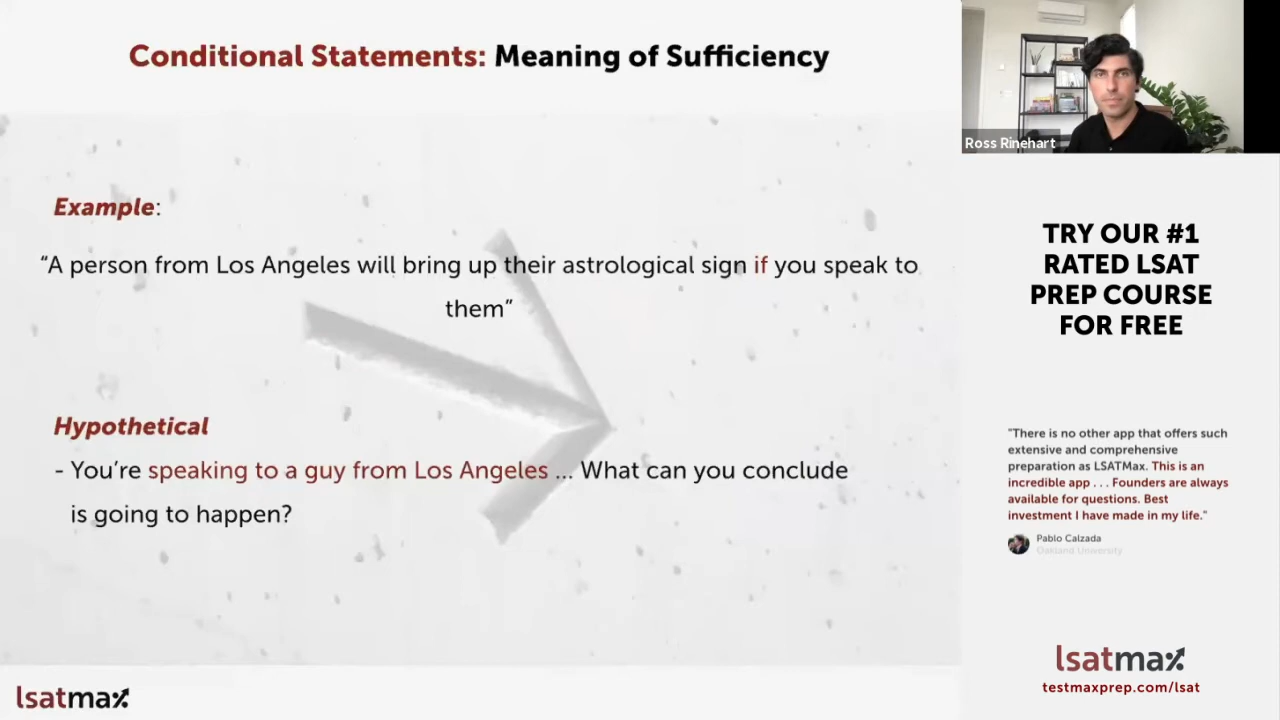 Conditional Statements: Meaning of Sufficiency
Example:
“A person from Los Angeles will bring up their astrological sign if you speak to
them”
Hypothetical
- You’re speaking to a guy from Los Angeles ... What can you conclude
is going to happen?
lsatmax
Ross Rinehart
TRY OUR #1
RATED LSAT
PREP COURSE
FOR FREE
"There is no other app that offers such
extensive and comprehensive
preparation as LSATMax. This is an
incredible app . . . Founders are always
available for questions. Best
investment I have made in my life."
Pablo Calzada
Oakland University
lsatmax
testmaxprep.com/lsat